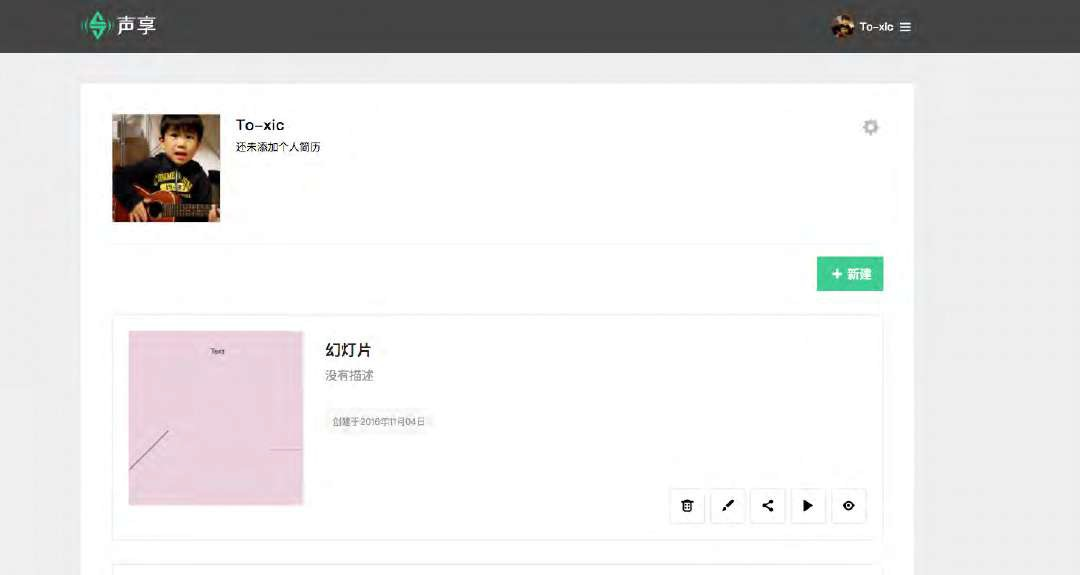 声享
To-xic
To-xic
还未添加个人简历
新建
Text
幻灯片
没有描述
创建于2016年11月04日